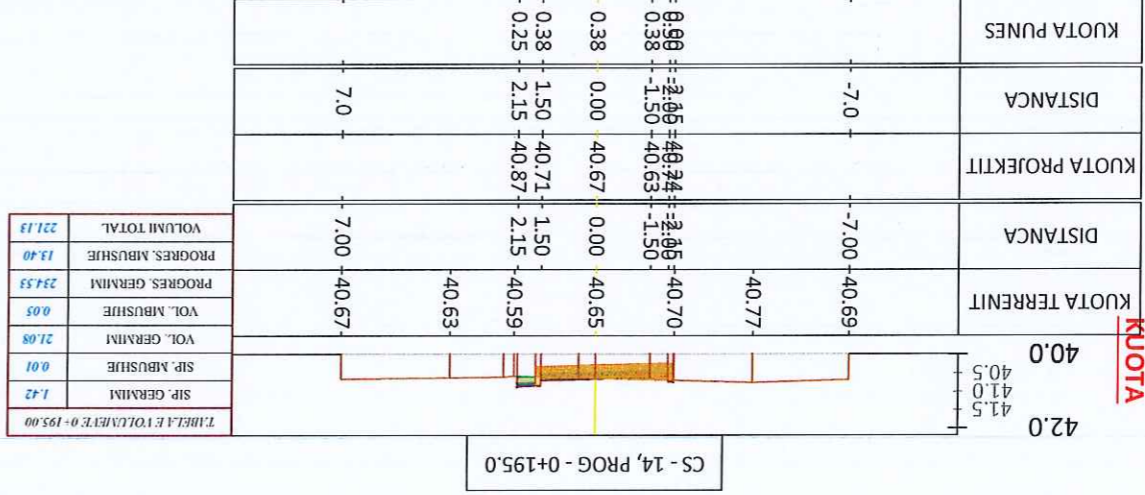 CS - 14, PROG - 0+195.0
KUOTA
42.0
41.5
41.0
40.5
40.0
KUOTA TERRENIT 40.69 40.77 40.70 40.65 40.59 40.63 40.67
DISTANCA -7.00 -1.50 0.00 1.50 2.15 7.00
KUOTA PROJEKTIT 40.63 40.67 40.71 40.87
DISTANCA -7.0 -1.50 0.00 1.50 2.15 7.0
KUOTA PUNES 0.38 0.38 0.38 0.25
TABELA E VOLUMEVE 0+195.00
SIP. GERMIM 1.42
SIP. MBUSHJE 0.01
VOL. GERMIM 21.08
VOL. MBUSHJE 0.05
PROGRES. GERMIM 234.53
PROGRES. MBUSHJE 13.40
VOLUMI TOTAL 221.13